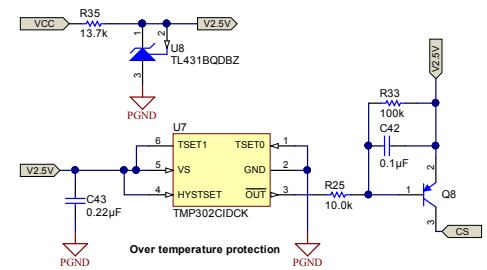 R35
VCC
V2.5V
13.7k
1
2
U8
TL431BQDBZ
3
PGND
V2.5V
R33
100k
C42
0.1µF
U7
6 TSET1 TSET0 1
V2.5V
5 VS GND 2
4 HYSTSET OUT 3
R25
10.0k
1
2
Q8
3
CS
C43
0.22µF
TMP302CIDCK
Over temperature protection
PGND
PGND